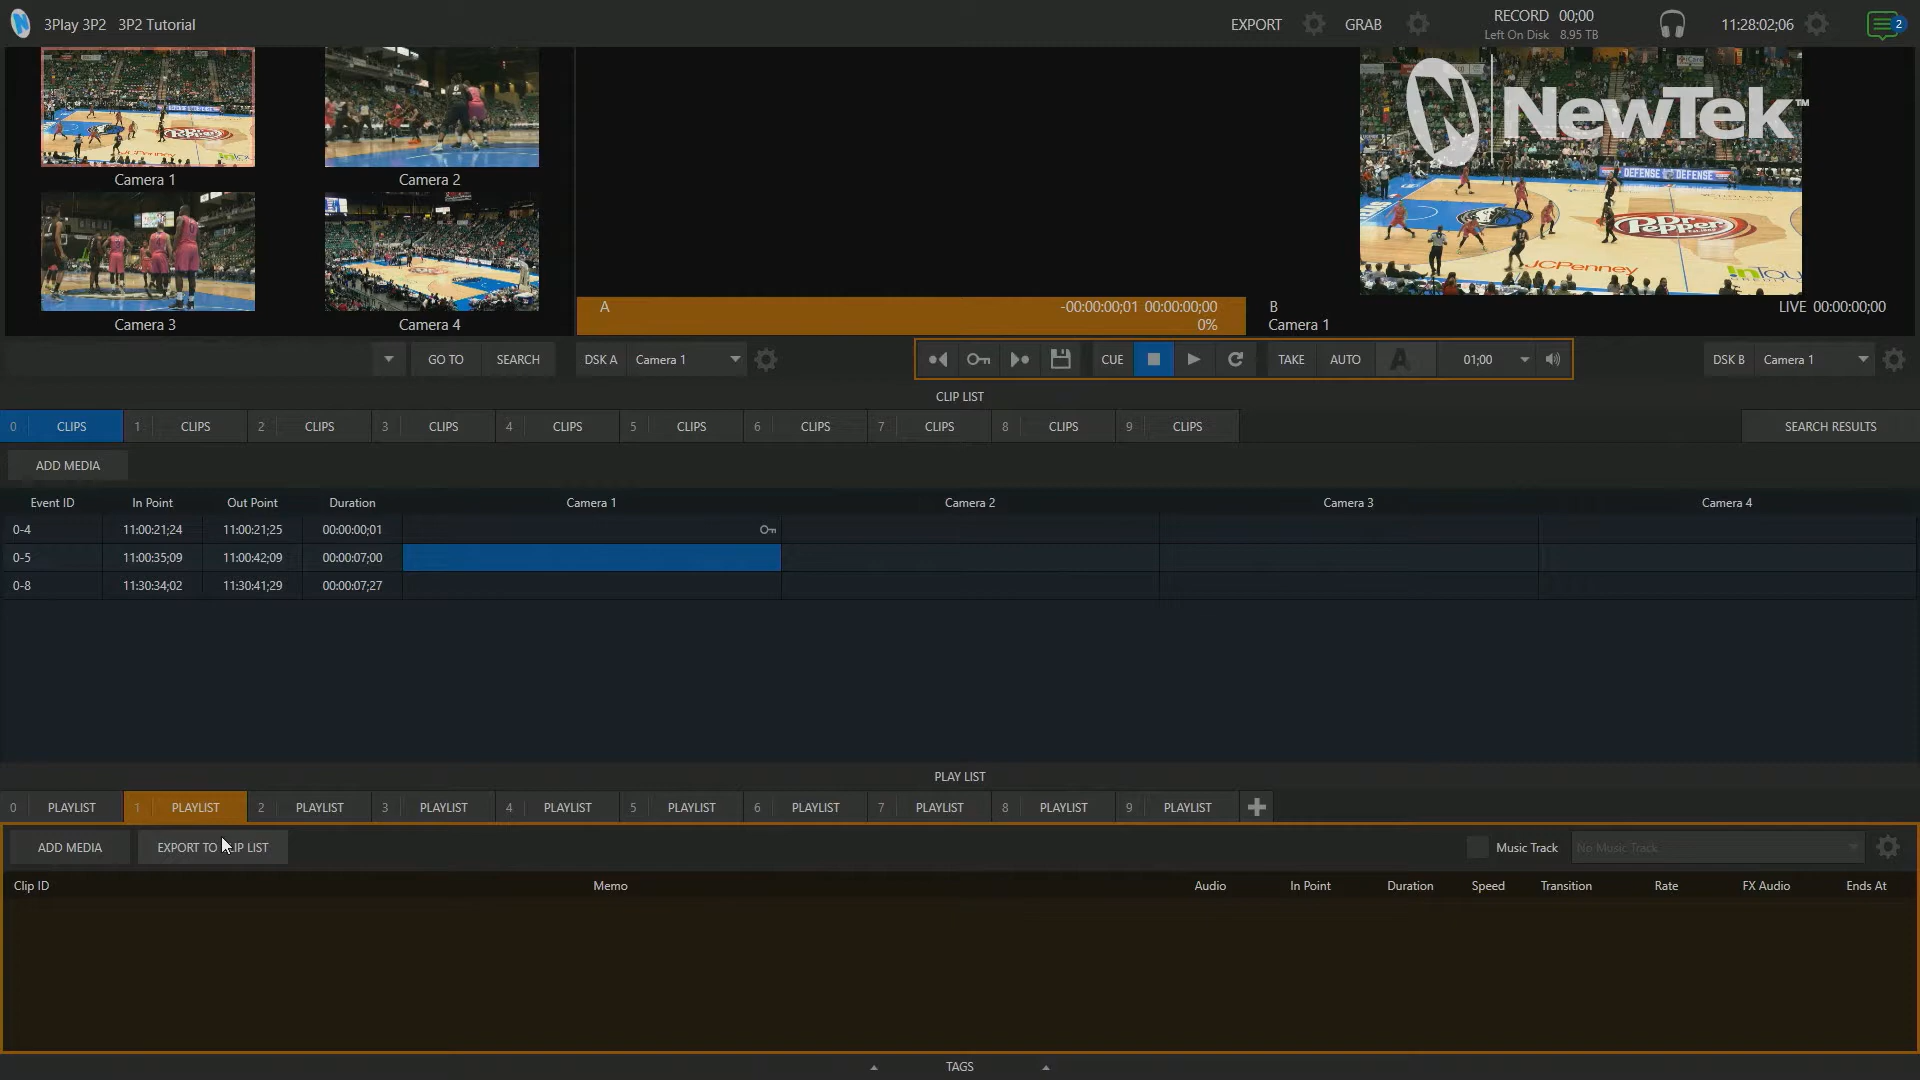 3Play 3P2 3P2 Tutorial
EXPORT GRAB RECORD 00;00 11:28:02;06 2
Left On Disk 8.95 TB
NewTek™
DEFENSE DEFENSE
Dr Pepper
JCPenney
Camera 1 Camera 2
Camera 3 Camera 4
A -00:00:00;01 00:00:00;00
0%
B LIVE 00:00:00;00
Camera 1
GO TO SEARCH DSK A Camera 1 CUE TAKE AUTO A 01;00 DSK B Camera 1
CLIP LIST
0 CLIPS 1 CLIPS 2 CLIPS 3 CLIPS 4 CLIPS 5 CLIPS 6 CLIPS 7 CLIPS 8 CLIPS 9 CLIPS SEARCH RESULTS
ADD MEDIA
Event ID In Point Out Point Duration Camera 1 Camera 2 Camera 3 Camera 4
0-4 11:00:21;24 11:00:21;25 00:00:00;01
0-5 11:00:35;09 11:00:42;09 00:00:07;00
0-8 11:30:34;02 11:30:41;29 00:00:07;27
PLAY LIST
0 PLAYLIST 1 PLAYLIST 2 PLAYLIST 3 PLAYLIST 4 PLAYLIST 5 PLAYLIST 6 PLAYLIST 7 PLAYLIST 8 PLAYLIST 9 PLAYLIST
ADD MEDIA EXPORT TO CLIP LIST Music Track No Music Track
Clip ID Memo Audio In Point Duration Speed Transition Rate FX Audio Ends At
TAGS